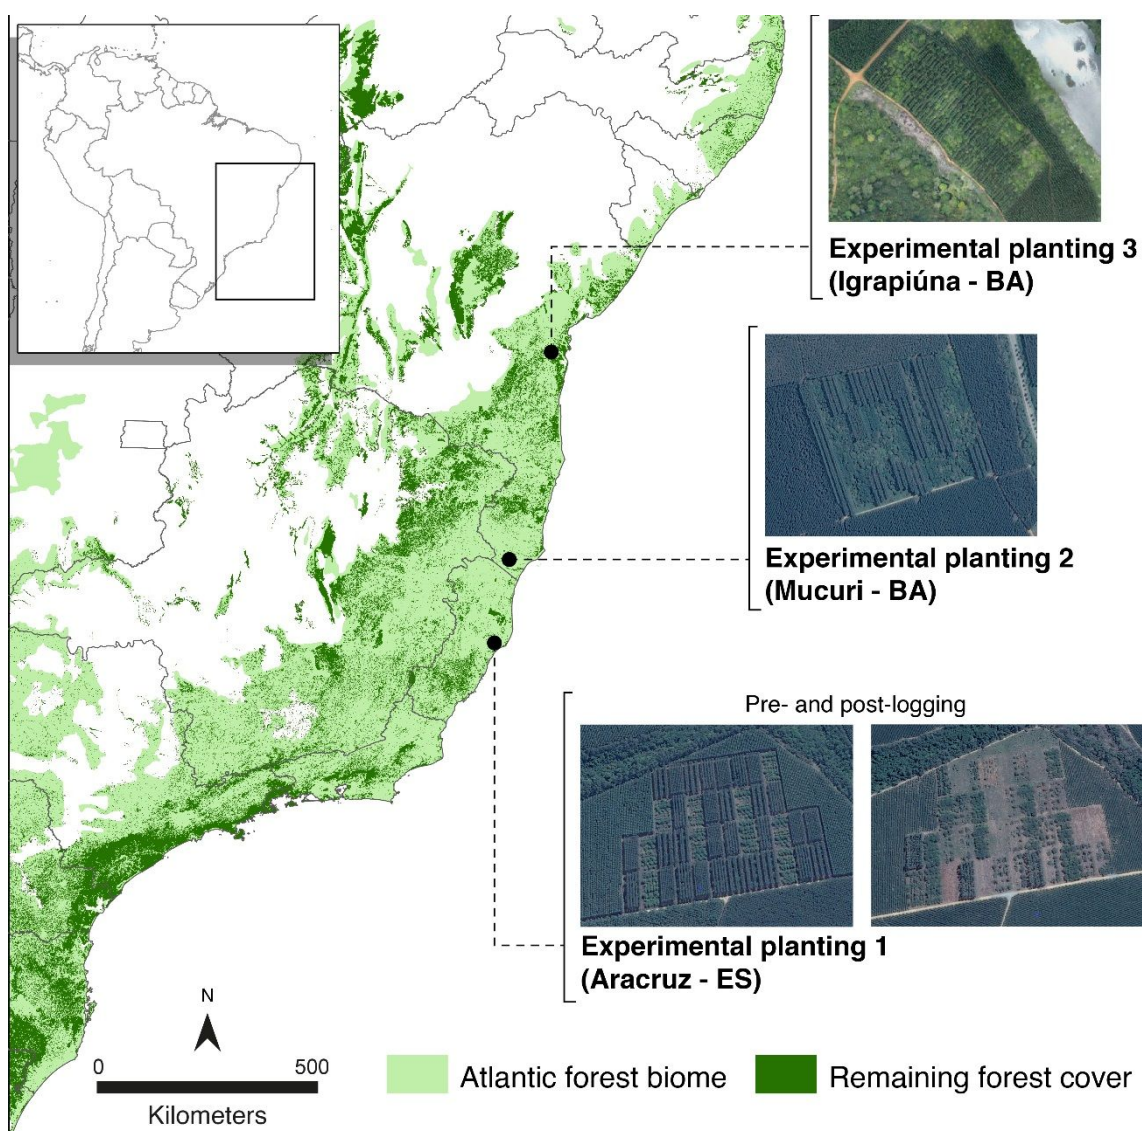 Experimental planting 3
(Igrapiúna - BA)
Experimental planting 2
(Mucuri - BA)
Pre- and post-logging
Experimental planting 1
(Aracruz - ES)
N
0 500
Kilometers
Atlantic forest biome
Remaining forest cover